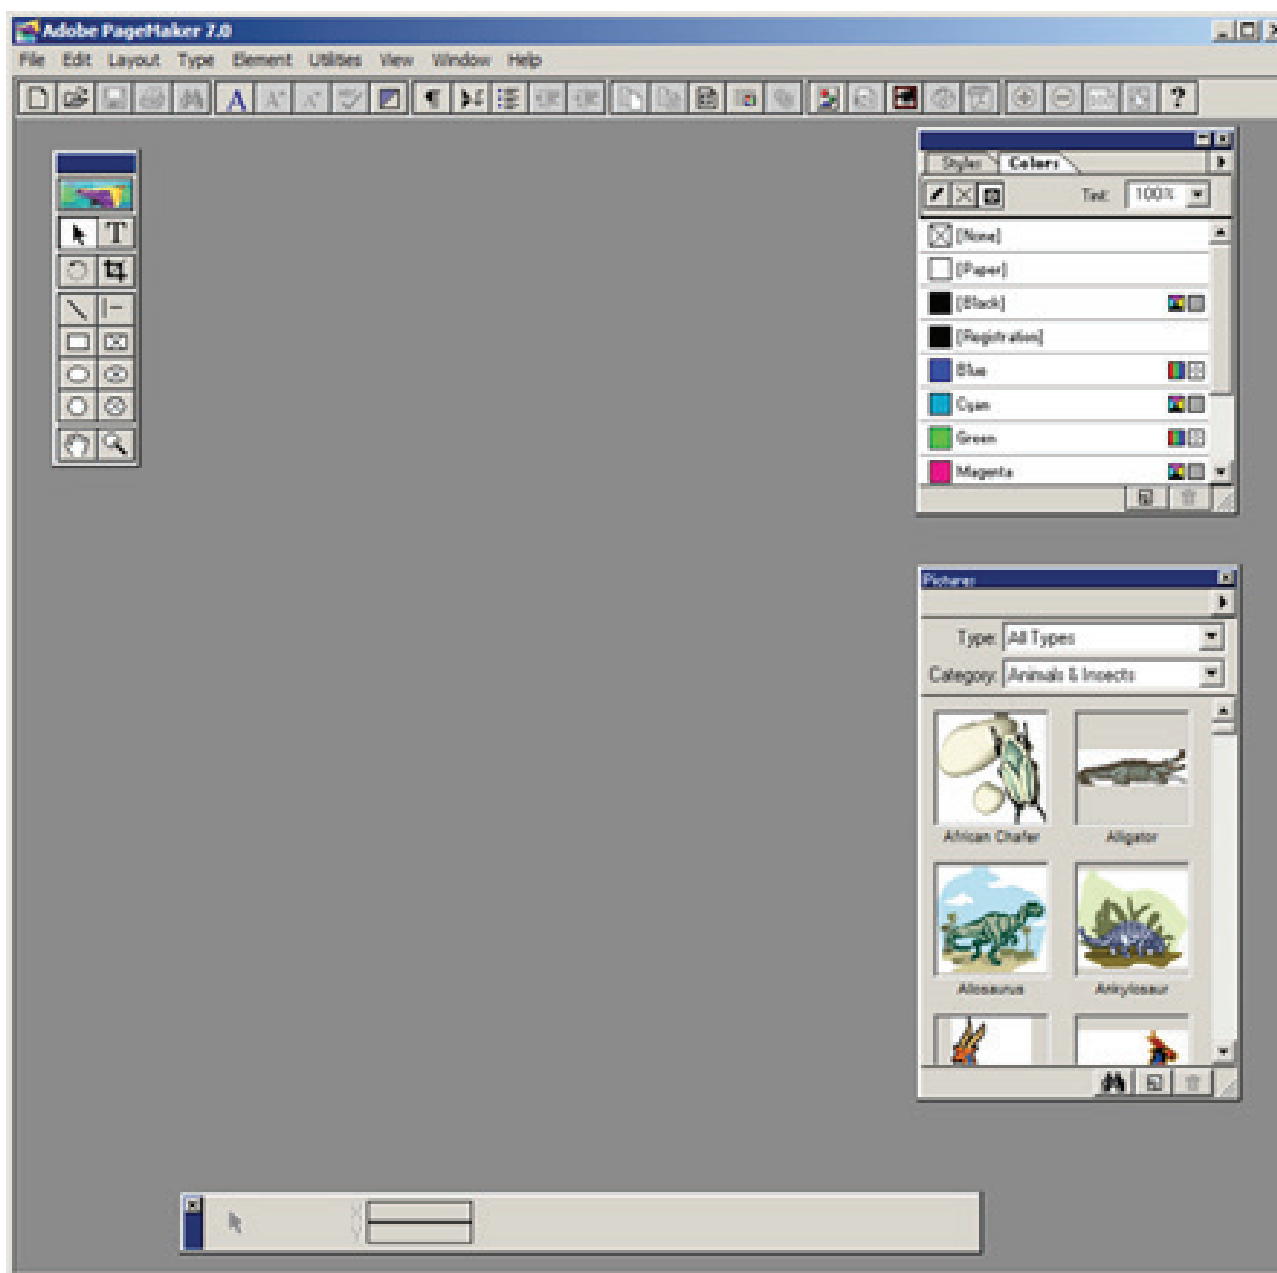 Adobe PageMaker 7.0
File Edit Layout Type Element Utilities View Window Help
Styles Colors
Tint: 100%
[None]
[Paper]
[Black]
[Registration]
Blue
Cyan
Green
Magenta
Pictures
Type: All Types
Category: Animals & Insects
African Chafer Alligator
Allosaurus Ankylosaur
X
Y